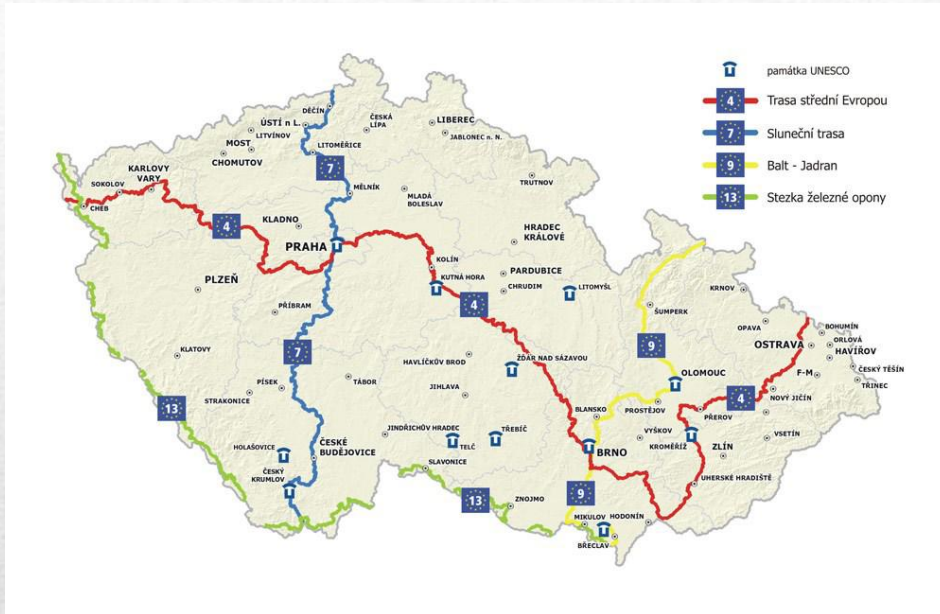 památka UNESCO
4 Trasa střední Evropou
7 Sluneční trasa
9 Balt - Jadran
13 Stezka železné opony
DĚČÍN
ÚSTÍ n L.
ČESKÁ
LÍPA
LIBEREC
LITVÍNOV
JABLONEC n. N.
MOST
LITOMĚŘICE
CHOMUTOV
7
KARLOVY
VARY
TRUTNOV
SOKOLOV
MĚLNÍK
MLADÁ
BOLESLAV
CHEB
4
KLADNO
HRADEC
KRÁLOVÉ
PRAHA
KOLÍN
PARDUBICE
PLZEŇ
KUTNÁ HORA
CHRUDIM
LITOMYŠL
KRNOV
4
PŘÍBRAM
ŠUMPERK
OPAVA
BOHUMÍN
OSTRAVA
ORLOVÁ
HAVÍŘOV
9
7
KLATOVY
HAVLÍČKŮV BROD
ŽĎÁR NAD SÁZAVOU
OLOMOUC
F-M
ČESKÝ TĚŠÍN
TŘINEC
PÍSEK
TÁBOR
JIHLAVA
4
NOVÝ JIČÍN
STRAKONICE
13
BLANSKO
PROSTĚJOV
PŘEROV
JINDŘICHŮV HRADEC
TŘEBÍČ
VYŠKOV
VSETÍN
HOLAŠOVICE
ČESKÉ
BUDĚJOVICE
TELČ
BRNO
KROMĚŘÍŽ
ZLÍN
SLAVONICE
ČESKÝ
KRUMLOV
UHERSKÉ HRADIŠTĚ
13
ZNOJMO
9
MIKULOV
HODONÍN
BŘECLAV